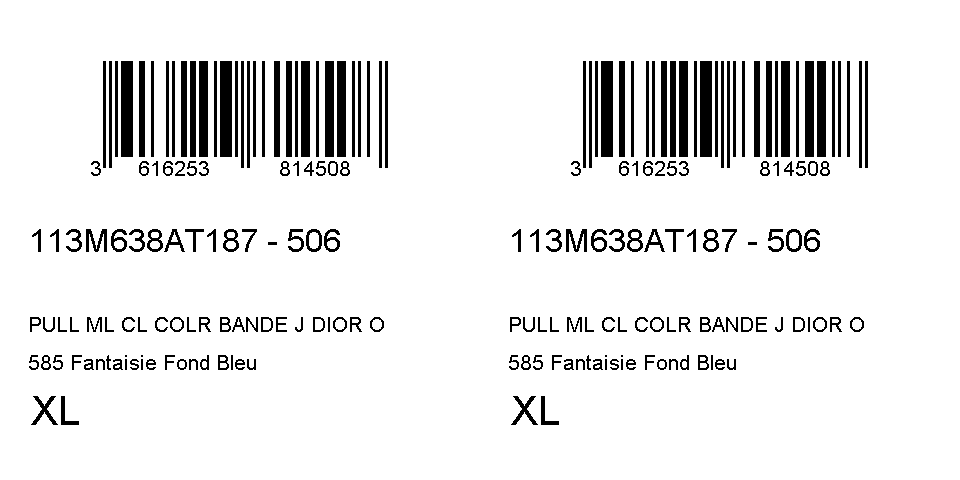 3 616253 814508
113M638AT187 - 506
PULL ML CL COLR BANDE J DIOR O
585 Fantaisie Fond Bleu
XL
3 616253 814508
113M638AT187 - 506
PULL ML CL COLR BANDE J DIOR O
585 Fantaisie Fond Bleu
XL